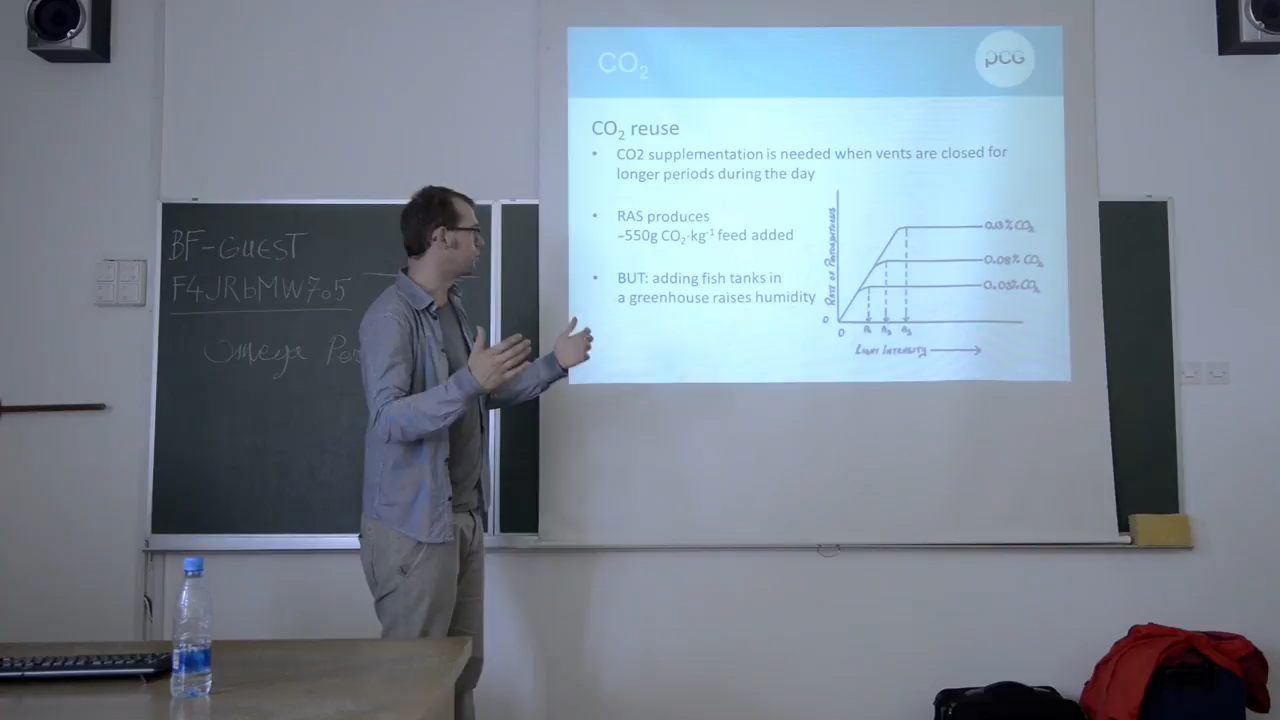 BF-GUEST
F4JRbMW7o5
Omega
CO₂
PCG
CO₂ reuse
• CO2 supplementation is needed when vents are closed for
longer periods during the day
• RAS produces
~550g CO₂·kg⁻¹ feed added
• BUT: adding fish tanks in
a greenhouse raises humidity
RATE OF PHOTOSYNTHESIS
0.08% CO₂
0.03% CO₂
0
0
LIGHT INTENSITY